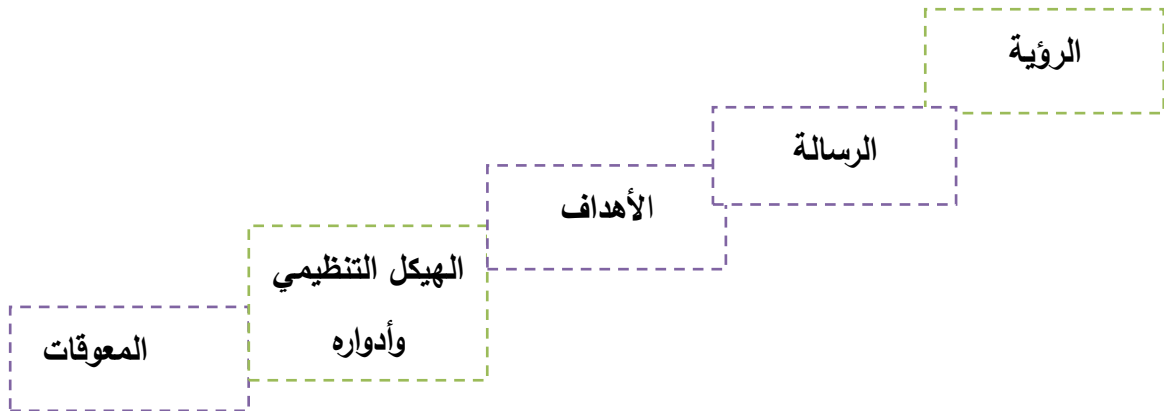 الرؤية
الرسالة
الأهداف
الهيكل التنظيمي
وأدواره
المعوقات